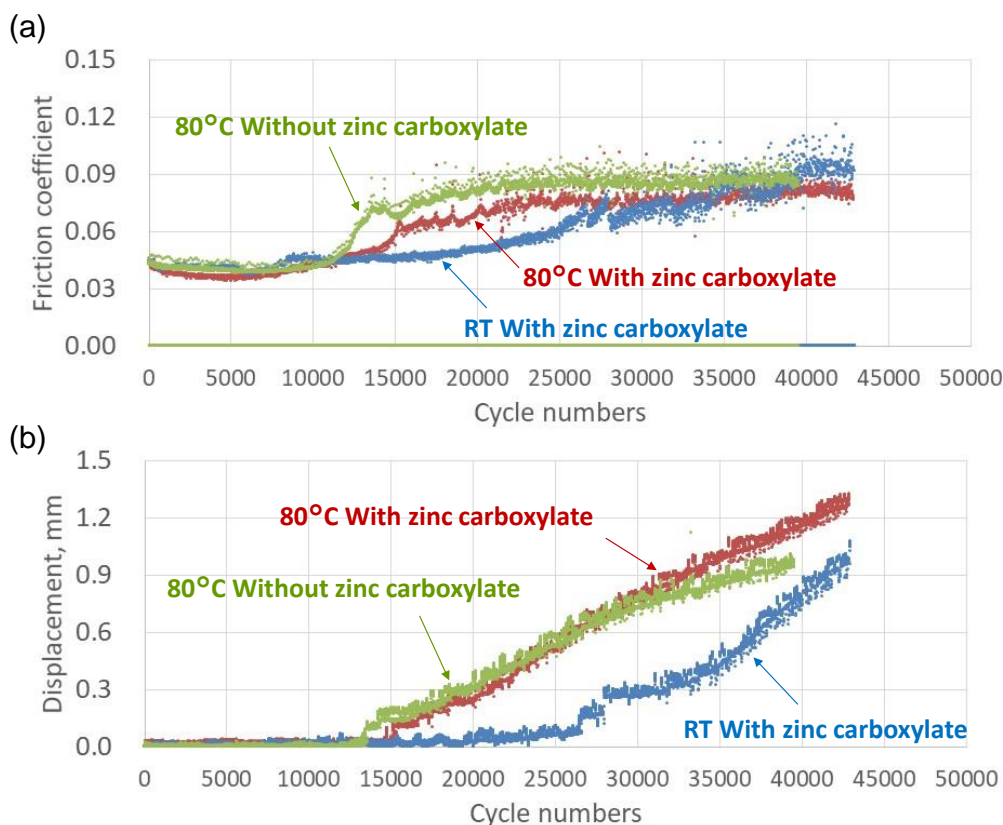 (a)
0.15
0.12
0.09
0.06
0.03
0.00
Friction coefficient
80°C Without zinc carboxylate
80°C With zinc carboxylate
RT With zinc carboxylate
0 5000 10000 15000 20000 25000 30000 35000 40000 45000 50000
Cycle numbers
(b)
1.5
1.2
0.9
0.6
0.3
0.0
Displacement, mm
80°C With zinc carboxylate
80°C Without zinc carboxylate
RT With zinc carboxylate
0 5000 10000 15000 20000 25000 30000 35000 40000 45000 50000
Cycle numbers